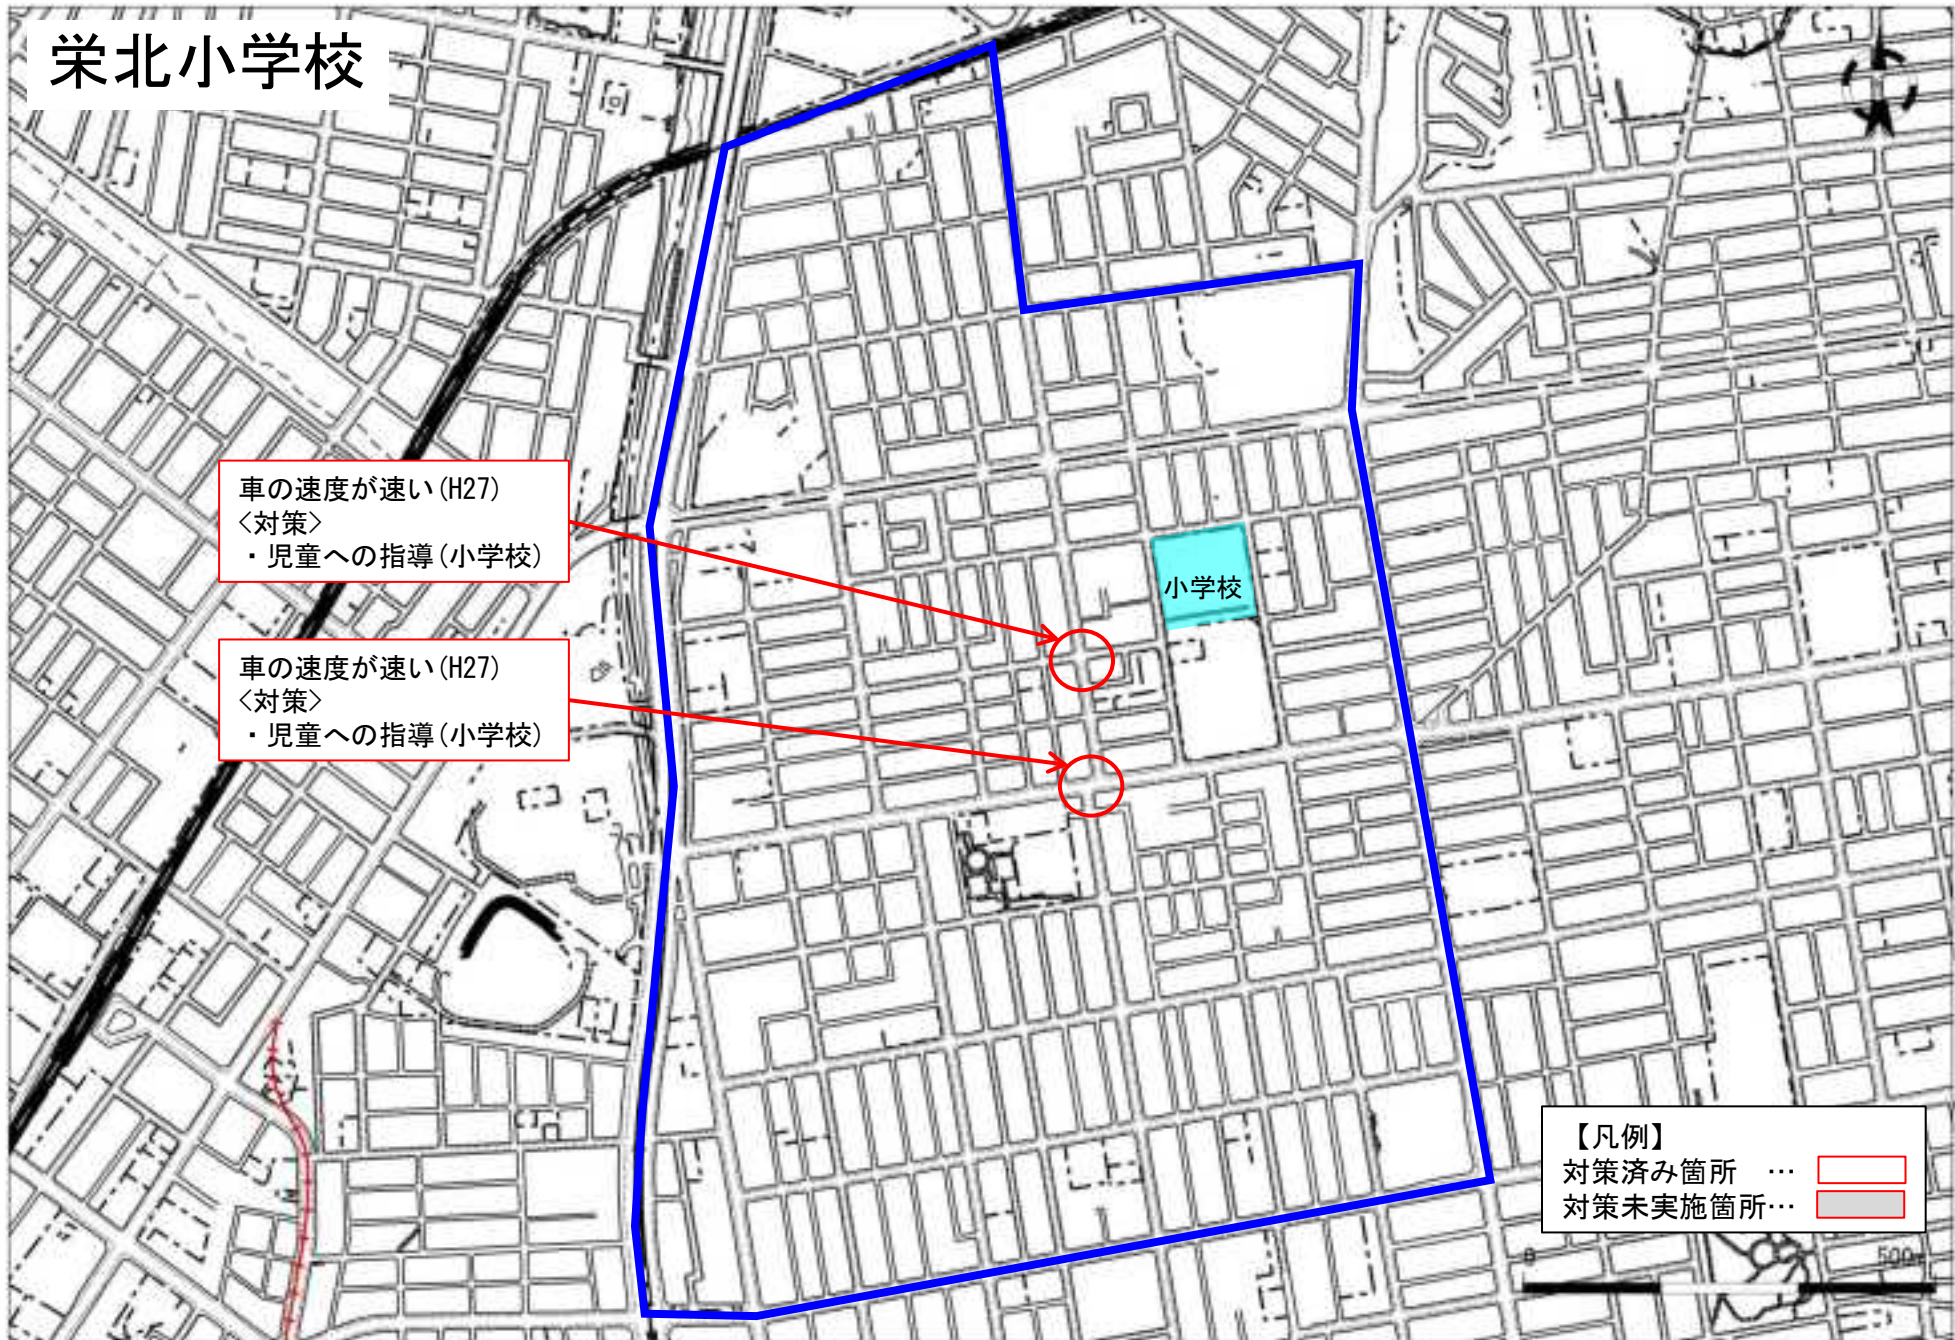 栄北小学校
車の速度が速い(H27)
<対策>
・児童への指導(小学校)
小学校
車の速度が速い(H27)
<対策>
・児童への指導(小学校)
【凡例】
対策済み箇所 …
対策未実施箇所…
0 500